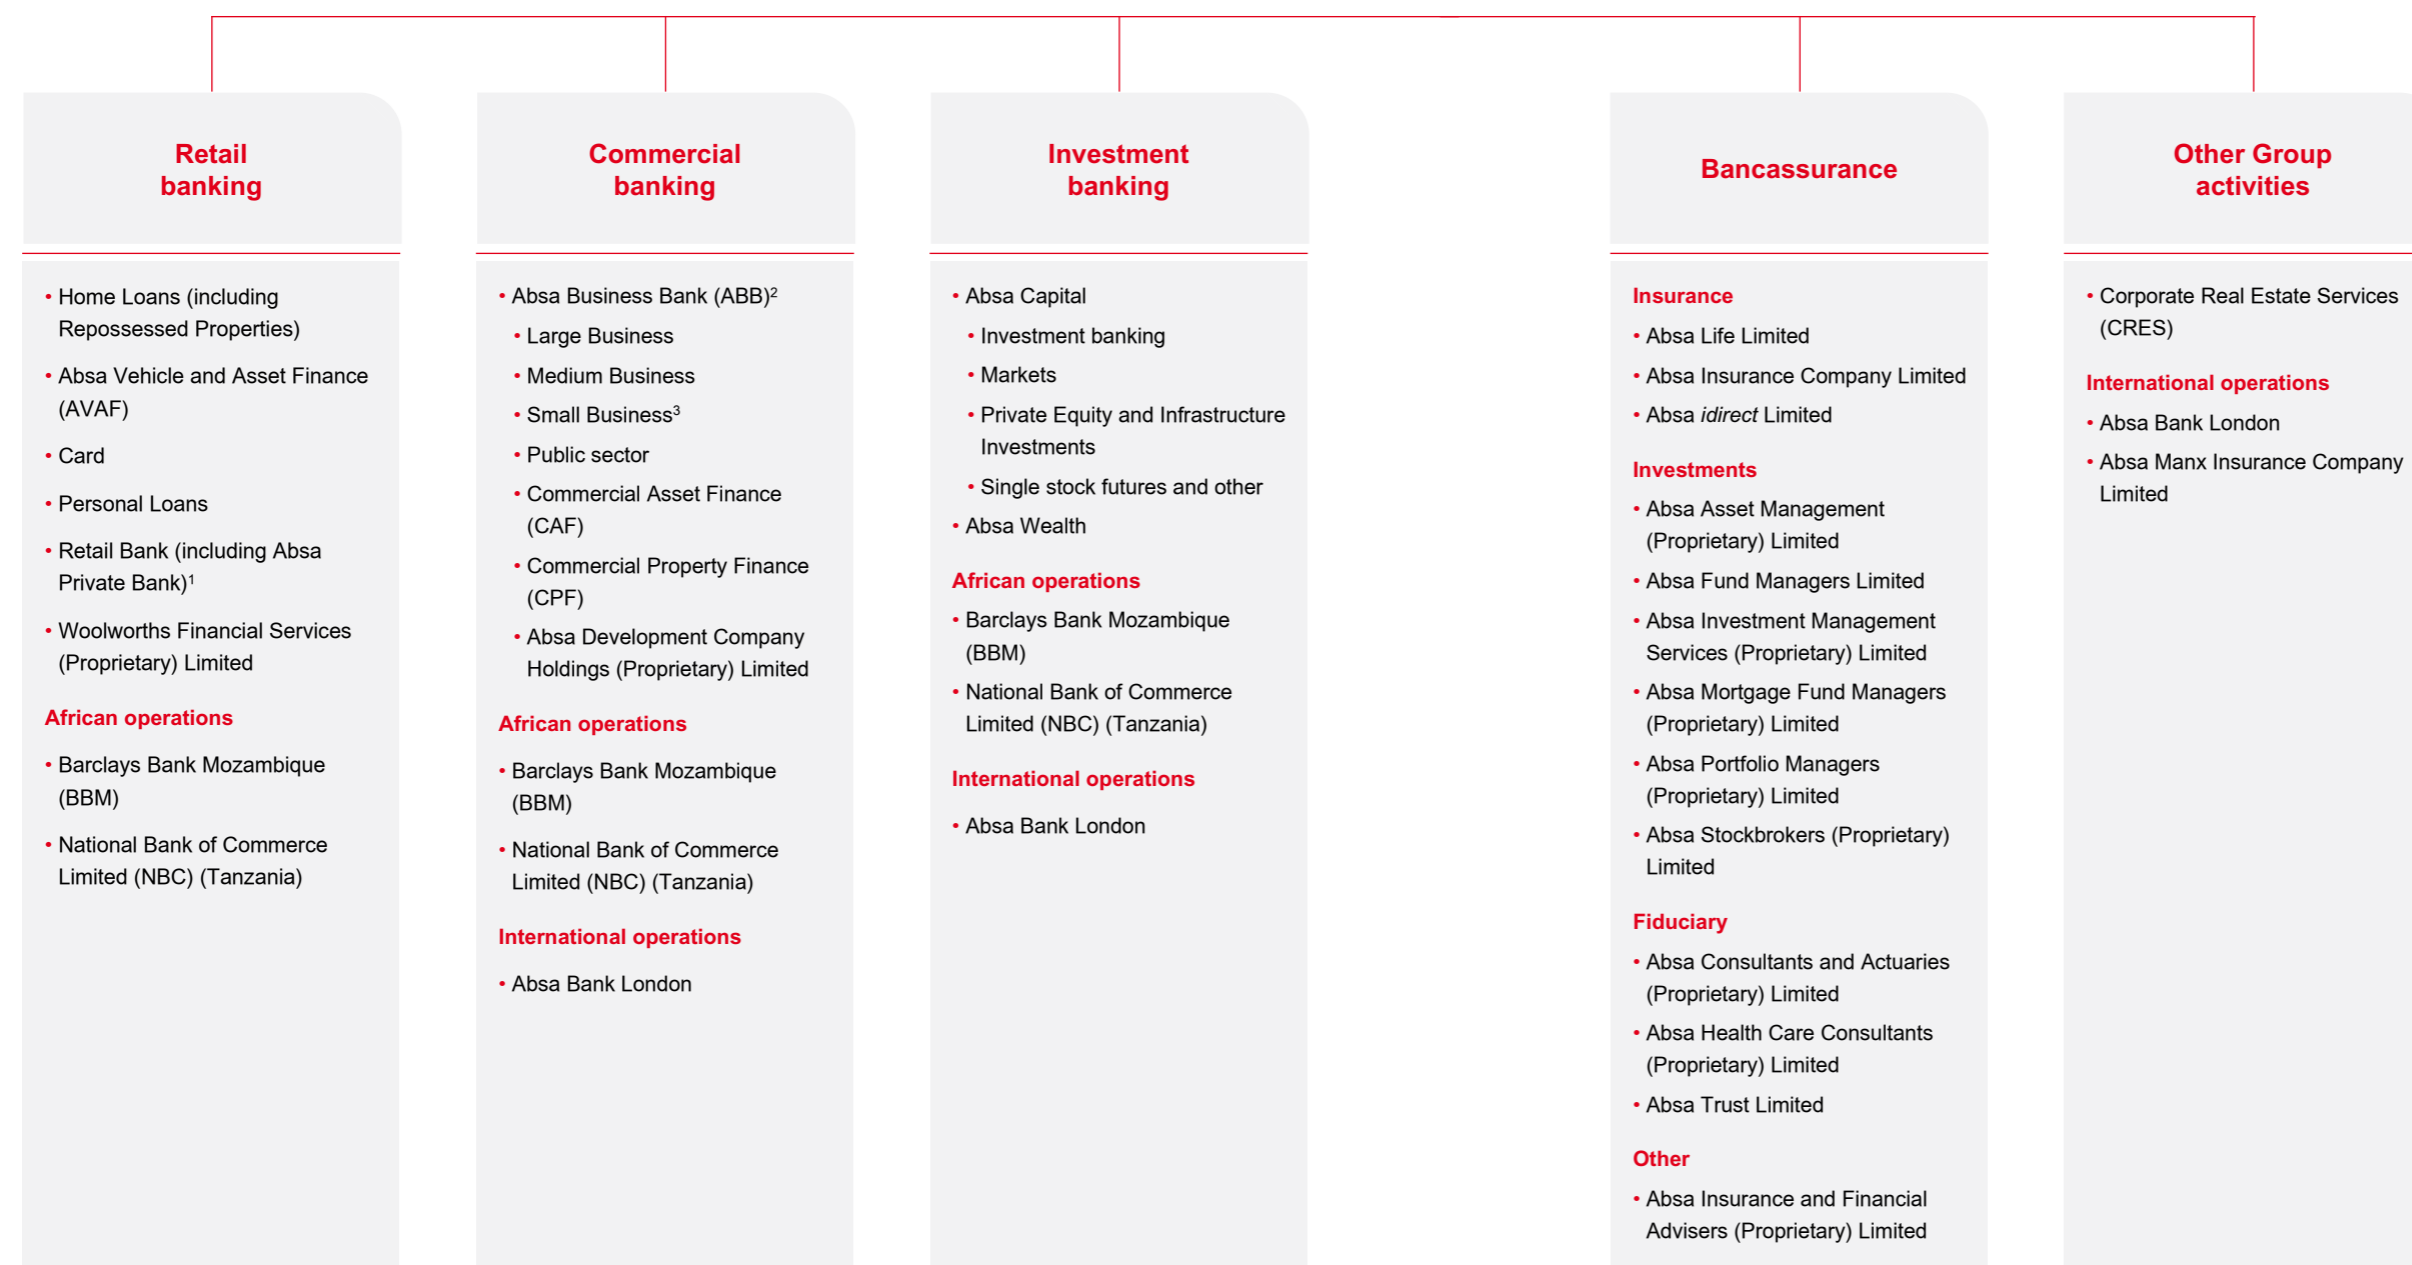 Retail
banking
• Home Loans (including
Repossessed Properties)
• Absa Vehicle and Asset Finance
(AVAF)
• Card
• Personal Loans
• Retail Bank (including Absa
Private Bank)¹
• Woolworths Financial Services
(Proprietary) Limited
African operations
• Barclays Bank Mozambique
(BBM)
• National Bank of Commerce
Limited (NBC) (Tanzania)
Commercial
banking
• Absa Business Bank (ABB)²
• Large Business
• Medium Business
• Small Business³
• Public sector
• Commercial Asset Finance
(CAF)
• Commercial Property Finance
(CPF)
• Absa Development Company
Holdings (Proprietary) Limited
African operations
• Barclays Bank Mozambique
(BBM)
• National Bank of Commerce
Limited (NBC) (Tanzania)
International operations
• Absa Bank London
Investment
banking
• Absa Capital
• Investment banking
• Markets
• Private Equity and Infrastructure
Investments
• Single stock futures and other
• Absa Wealth
African operations
• Barclays Bank Mozambique
(BBM)
• National Bank of Commerce
Limited (NBC) (Tanzania)
International operations
• Absa Bank London
Bancassurance
Insurance
• Absa Life Limited
• Absa Insurance Company Limited
• Absa idirect Limited
Investments
• Absa Asset Management
(Proprietary) Limited
• Absa Fund Managers Limited
• Absa Investment Management
Services (Proprietary) Limited
• Absa Mortgage Fund Managers
(Proprietary) Limited
• Absa Portfolio Managers
(Proprietary) Limited
• Absa Stockbrokers (Proprietary)
Limited
Fiduciary
• Absa Consultants and Actuaries
(Proprietary) Limited
• Absa Health Care Consultants
(Proprietary) Limited
• Absa Trust Limited
Other
• Absa Insurance and Financial
Advisers (Proprietary) Limited
Other Group
activities
• Corporate Real Estate Services
(CRES)
International operations
• Absa Bank London
• Absa Manx Insurance Company
Limited